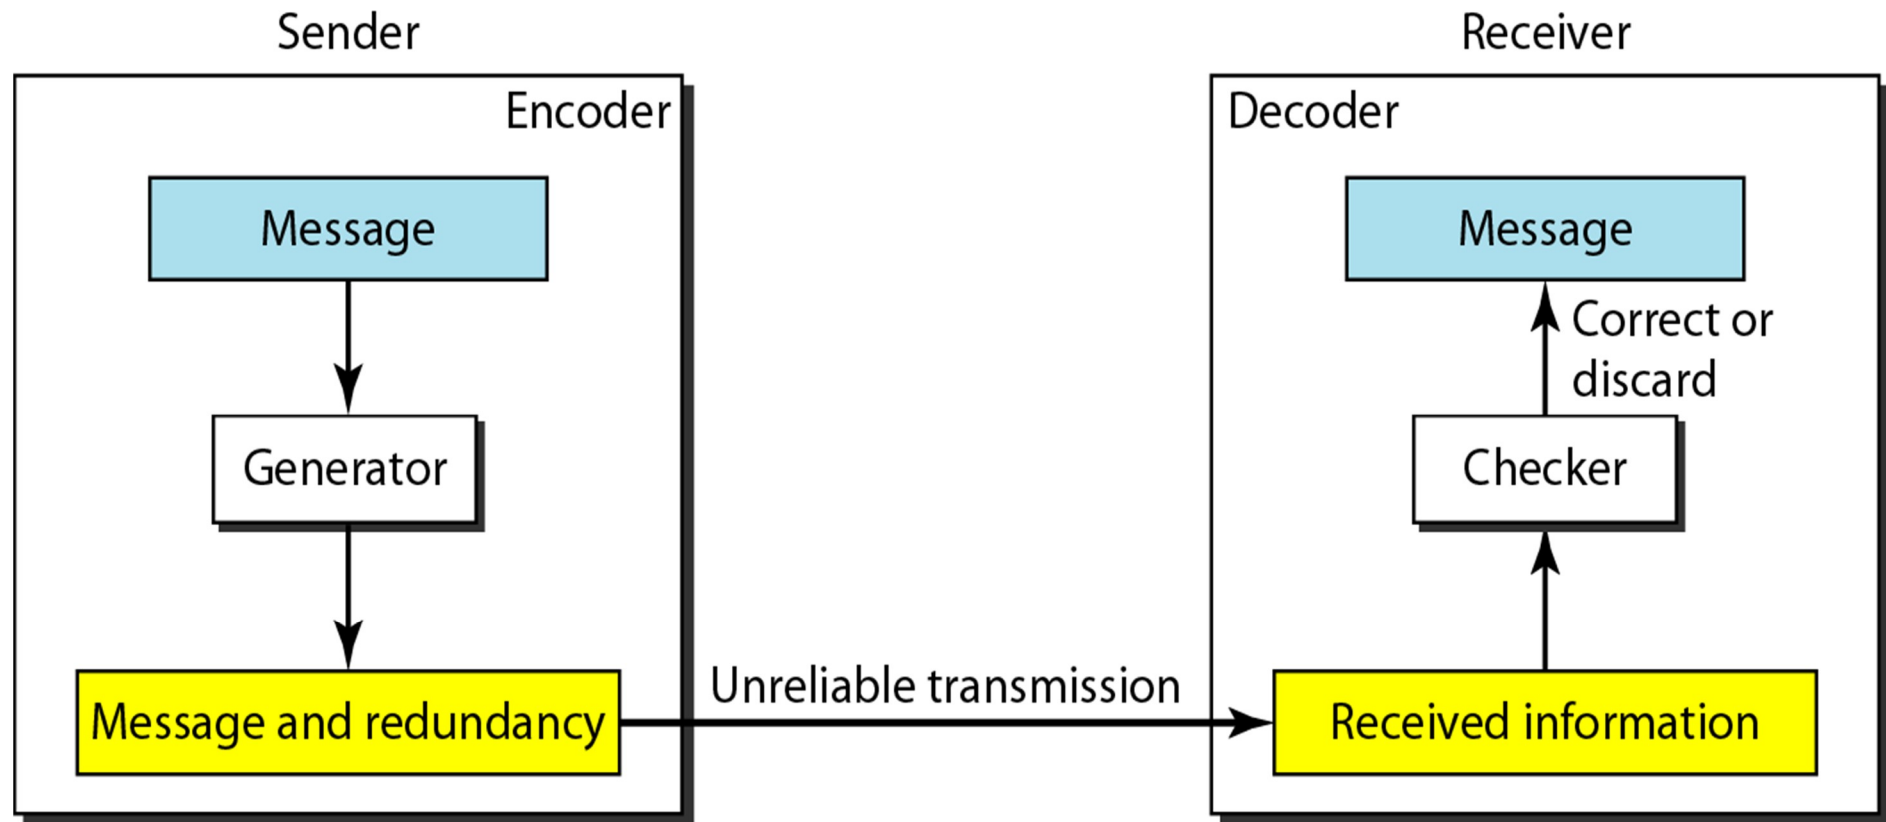 Sender
Encoder
Message
Generator
Message and redundancy
Unreliable transmission
Receiver
Decoder
Message
Correct or
discard
Checker
Received information